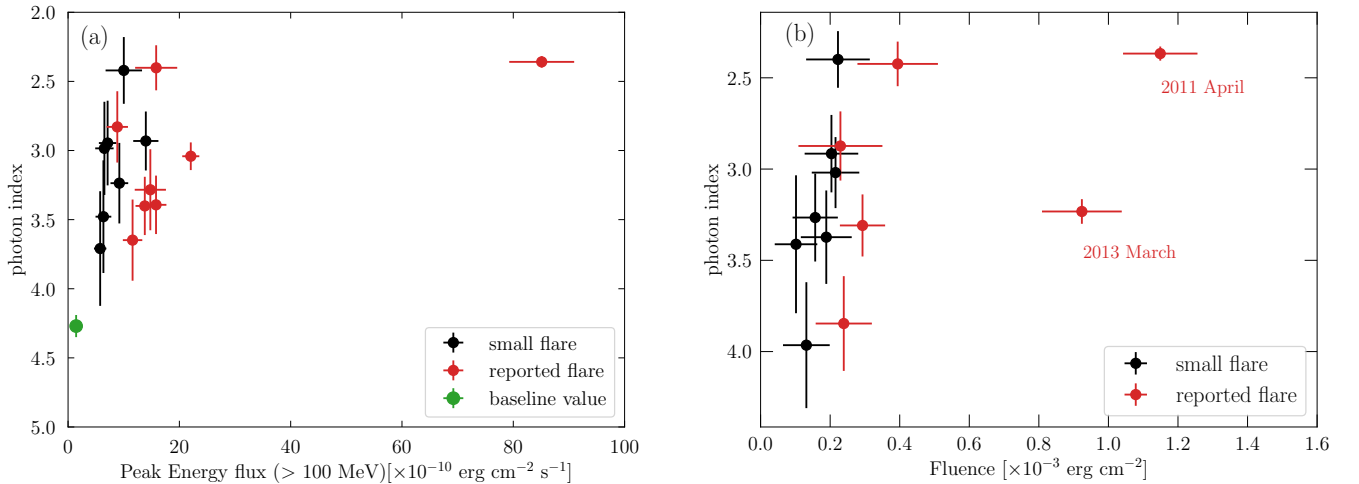 (a)
2.0
2.5
3.0
3.5
4.0
4.5
5.0
photon index
0 20 40 60 80 100
Peak Energy flux (> 100 MeV)[×10⁻¹⁰ erg cm⁻² s⁻¹]
small flare
reported flare
baseline value
(b)
2.5
3.0
3.5
4.0
photon index
2011 April
2013 March
small flare
reported flare
0.0 0.2 0.4 0.6 0.8 1.0 1.2 1.4 1.6
Fluence [×10⁻³ erg cm⁻²]